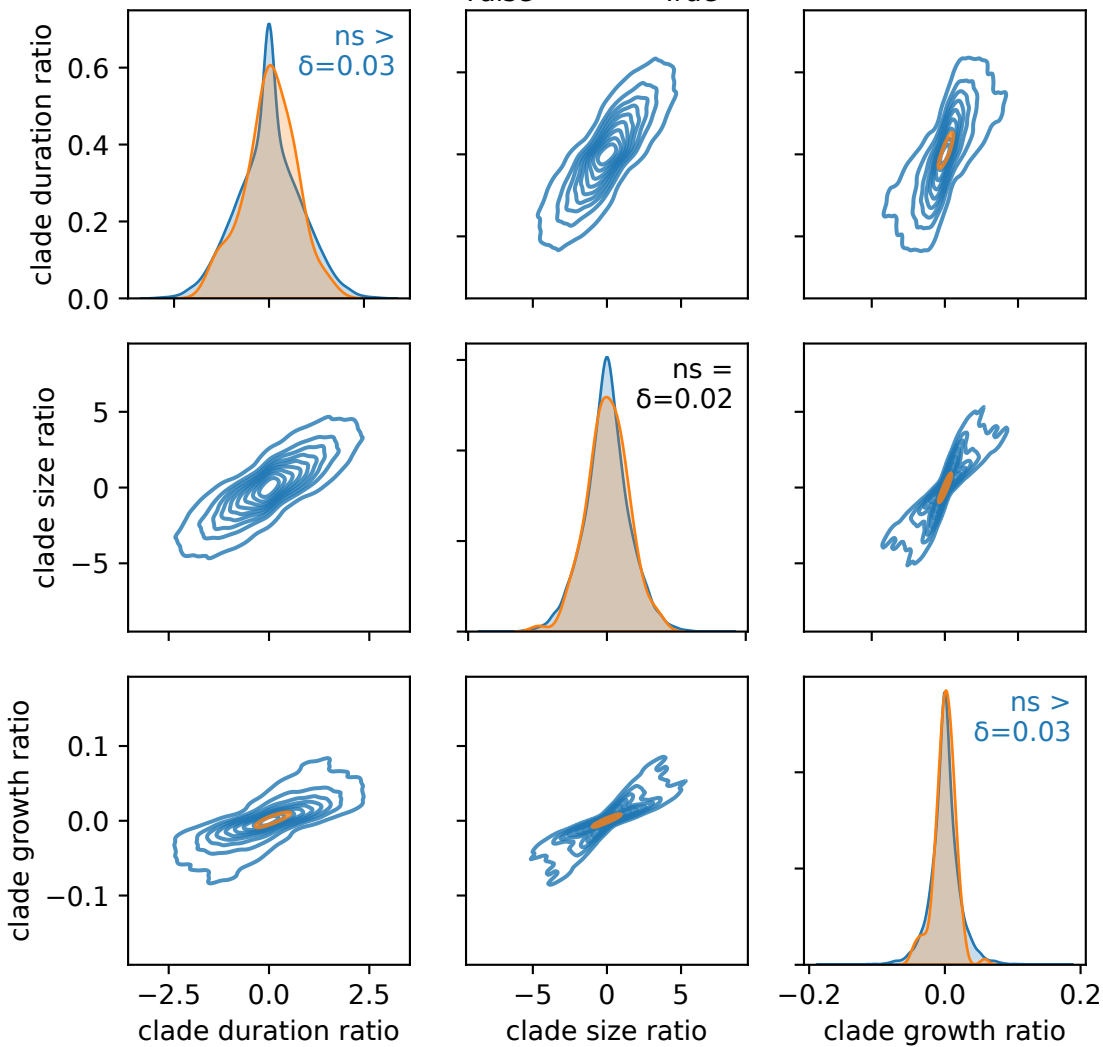 clade duration ratio
0.6
0.4
0.2
0.0
ns >
δ=0.03
clade size ratio
5
0
−5
ns =
δ=0.02
clade growth ratio
0.1
0.0
−0.1
ns >
δ=0.03
−2.5 0.0 2.5
clade duration ratio
−5 0 5
clade size ratio
−0.2 0.0 0.2
clade growth ratio